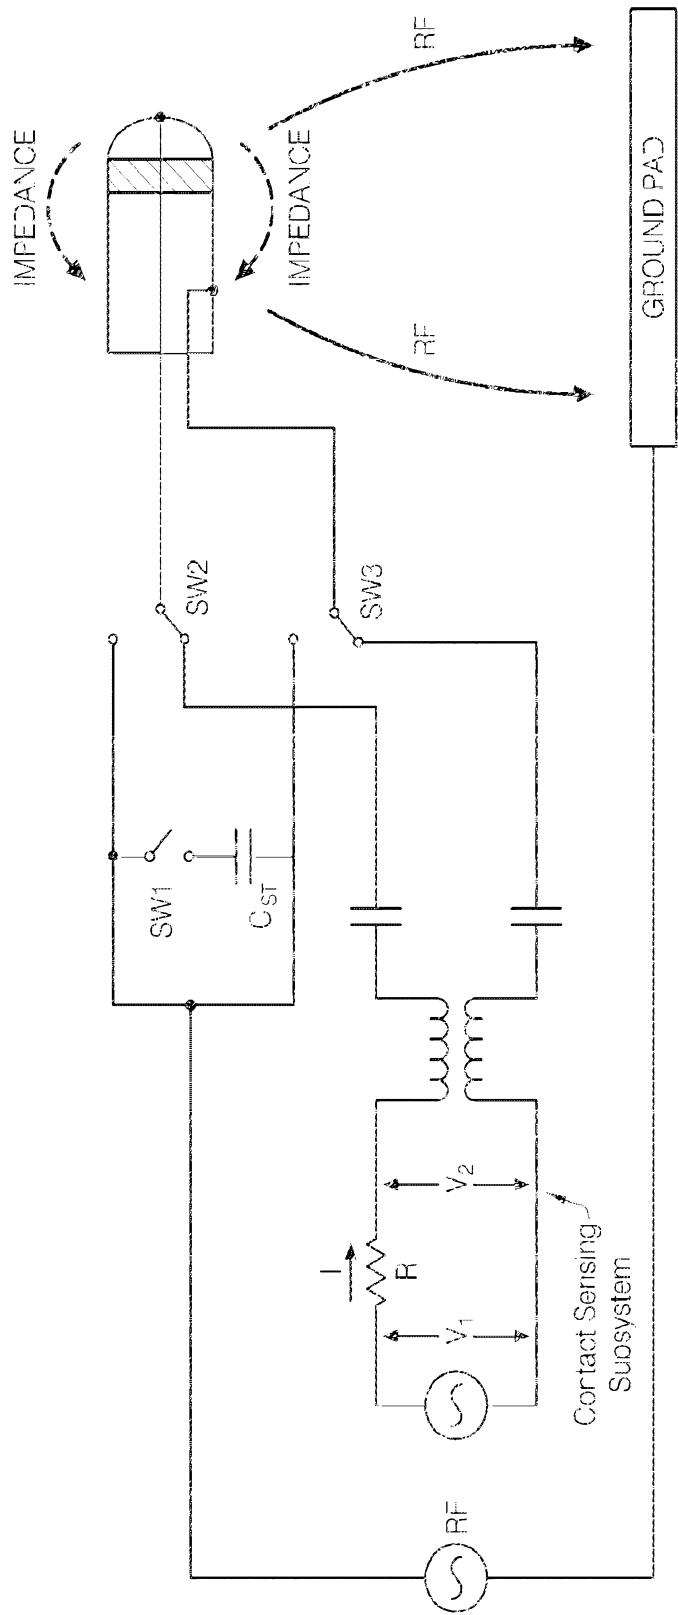 IMPEDANCE
IMPEDANCE
RF
RF
GROUND PAD
SW2
SW3
SW1
C_ST
I
R
V1
V2
Contact Sensing
Subsystem
RF